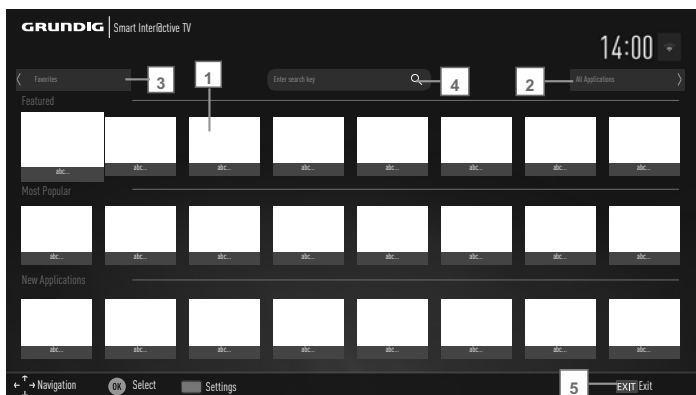 GRUNDIG Smart Inter@ctive TV
14:00
Favorites 3 1 Enter search key 4 2 All Applications
Featured
abc... abc... abc... abc... abc... abc... abc... abc...
Most Popular
abc... abc... abc... abc... abc... abc... abc... abc...
New Applications
abc... abc... abc... abc... abc... abc... abc... abc...
Navigation OK Select Settings 5 EXIT Exit